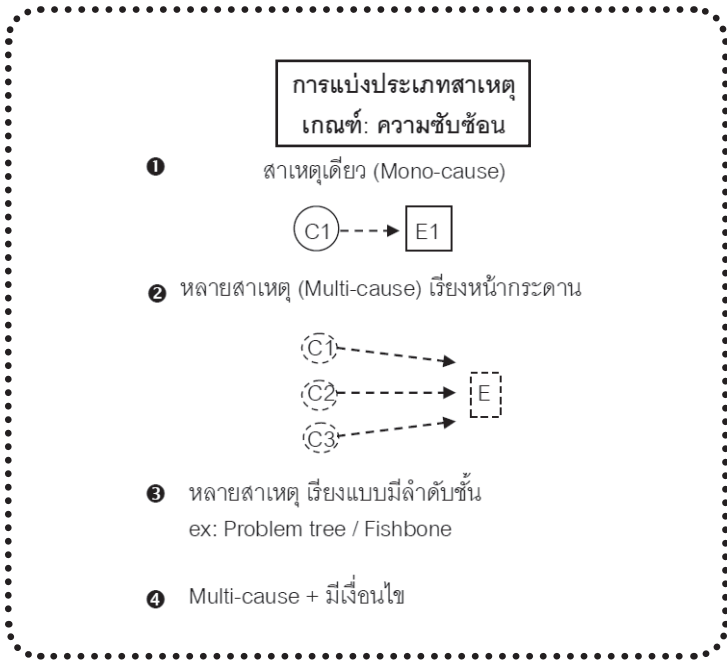 การแบ่งประเภทสาเหตุ
เกณฑ์: ความซับซ้อน
❶ สาเหตุเดียว (Mono-cause)
C1 E1
❷ หลายสาเหตุ (Multi-cause) เรียงหน้ากระดาน
C1
C2 E
C3
❸ หลายสาเหตุ เรียงแบบมีลำดับชั้น
ex: Problem tree / Fishbone
❹ Multi-cause + มีเงื่อนไข